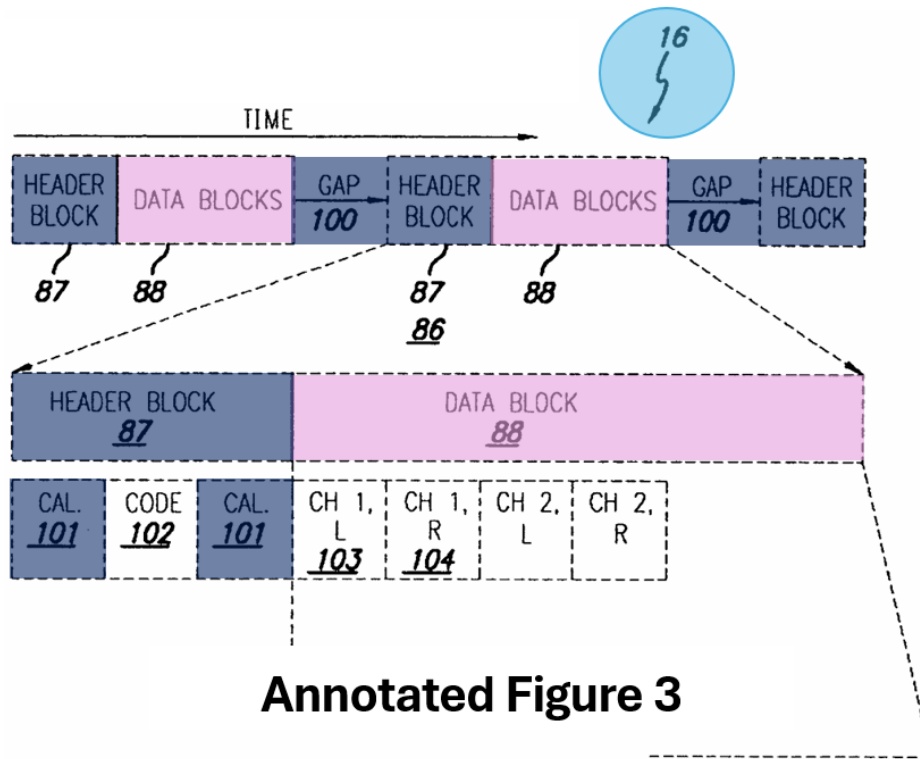 16
TIME
HEADER BLOCK
DATA BLOCKS
GAP 100
HEADER BLOCK
DATA BLOCKS
GAP 100
HEADER BLOCK
87
88
87
88
86
HEADER BLOCK
87
DATA BLOCK
88
CAL. 101
CODE 102
CAL. 101
CH 1, L 103
CH 1, R 104
CH 2, L
CH 2, R
Annotated Figure 3